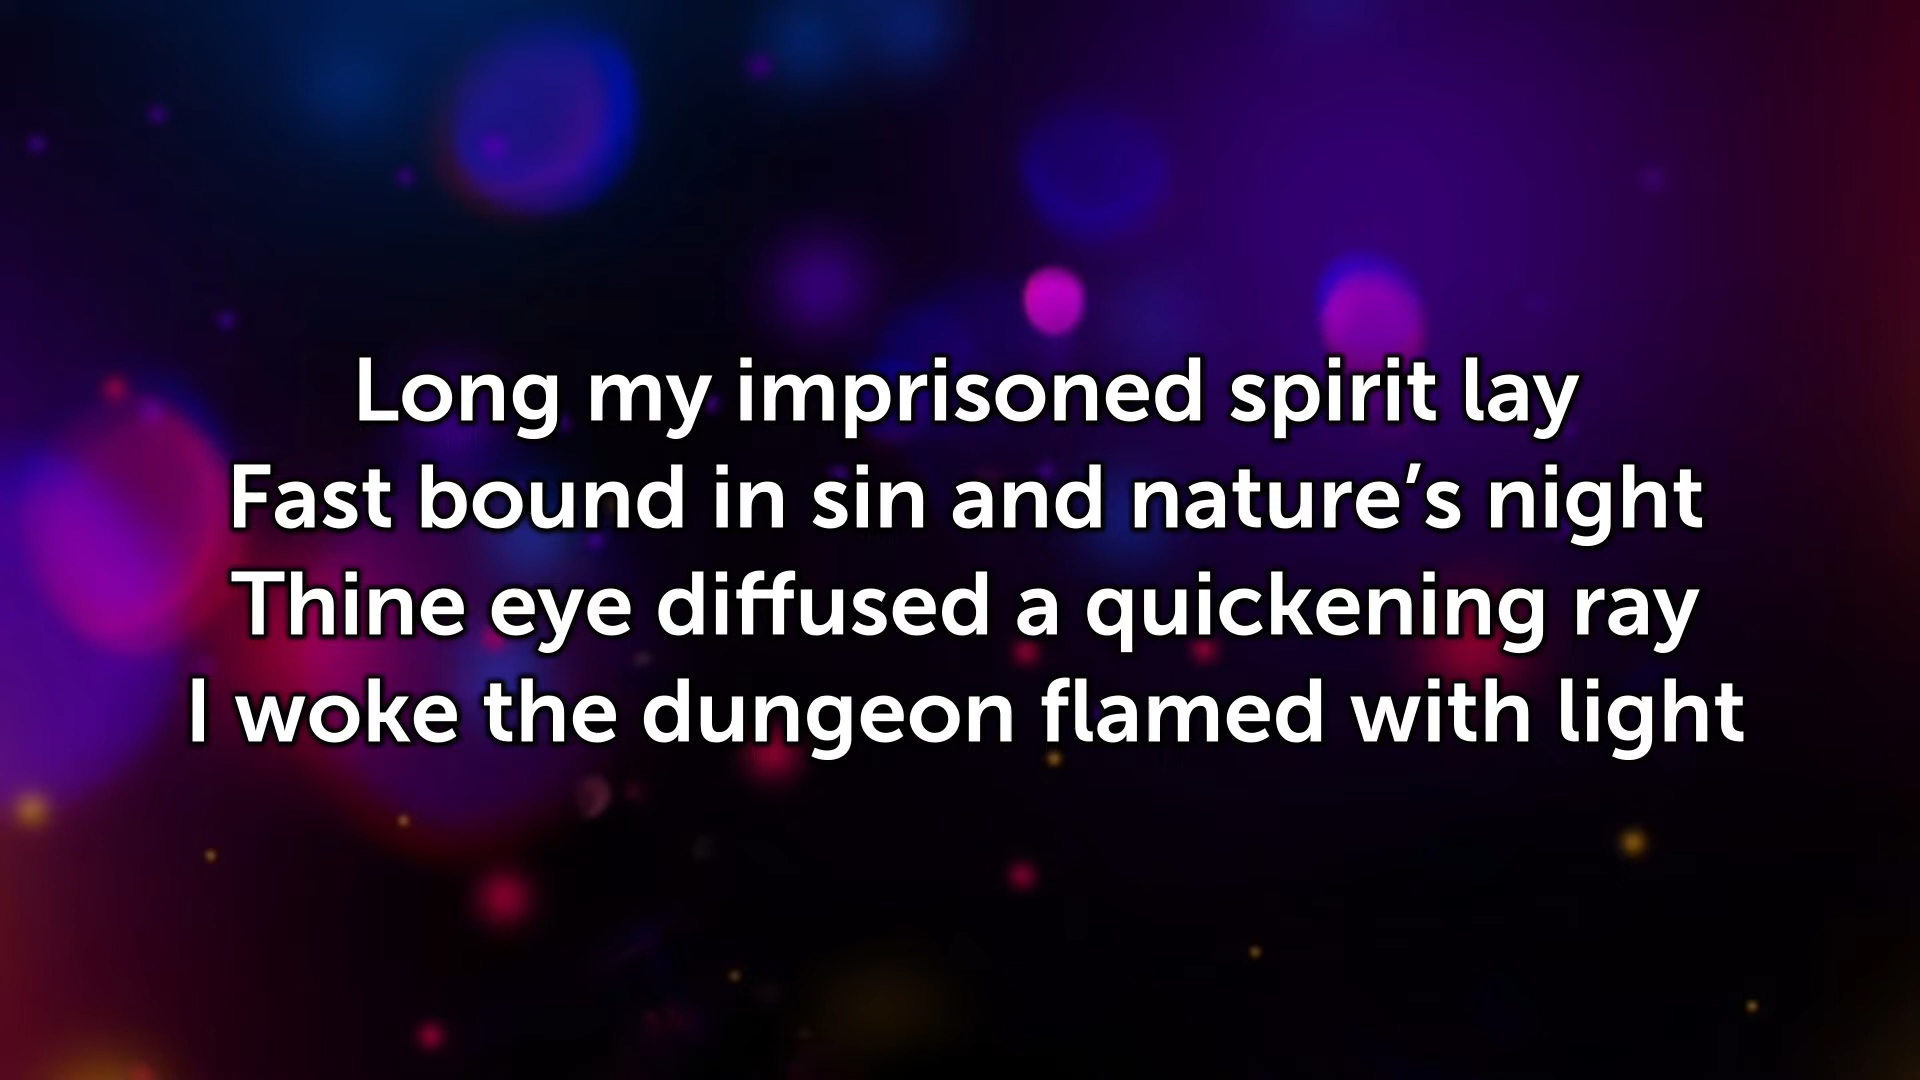 Long my imprisoned spirit lay
Fast bound in sin and nature’s night
Thine eye diffused a quickening ray
I woke the dungeon flamed with light